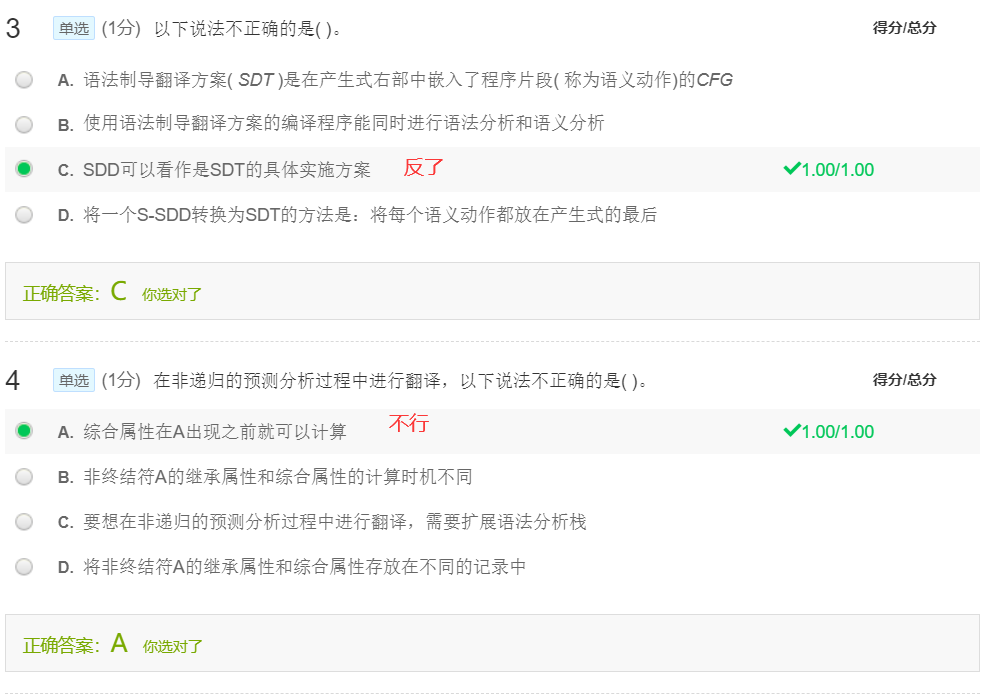 3 单选 (1分) 以下说法不正确的是( )。 得分/总分
A. 语法制导翻译方案( SDT )是在产生式右部中嵌入了程序片段( 称为语义动作)的CFG
B. 使用语法制导翻译方案的编译程序能同时进行语法分析和语义分析
C. SDD可以看作是SDT的具体实施方案 反了 1.00/1.00
D. 将一个S-SDD转换为SDT的方法是：将每个语义动作都放在产生式的最后
正确答案：C 你选对了
4 单选 (1分) 在非递归的预测分析过程中进行翻译，以下说法不正确的是( )。 得分/总分
A. 综合属性在A出现之前就可以计算 不行 1.00/1.00
B. 非终结符A的继承属性和综合属性的计算时机不同
C. 要想在非递归的预测分析过程中进行翻译，需要扩展语法分析栈
D. 将非终结符A的继承属性和综合属性存放在不同的记录中
正确答案：A 你选对了